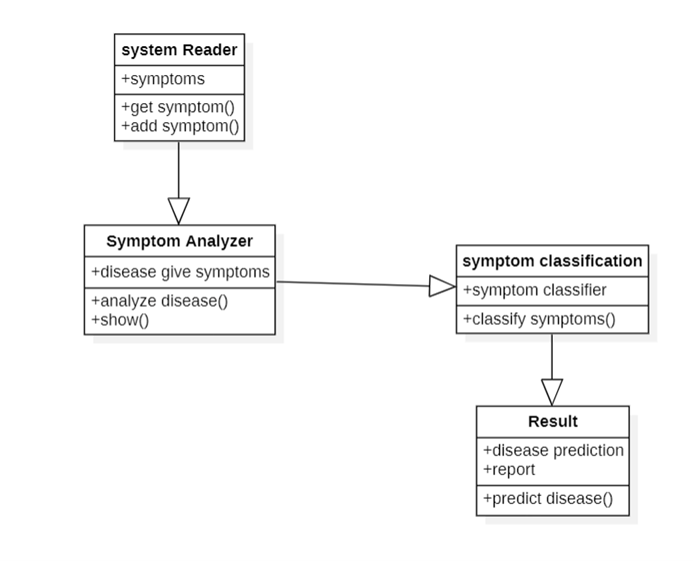 system Reader
+symptoms
+get symptom()
+add symptom()
Symptom Analyzer
+disease give symptoms
+analyze disease()
+show()
symptom classification
+symptom classifier
+classify symptoms()
Result
+disease prediction
+report
+predict disease()